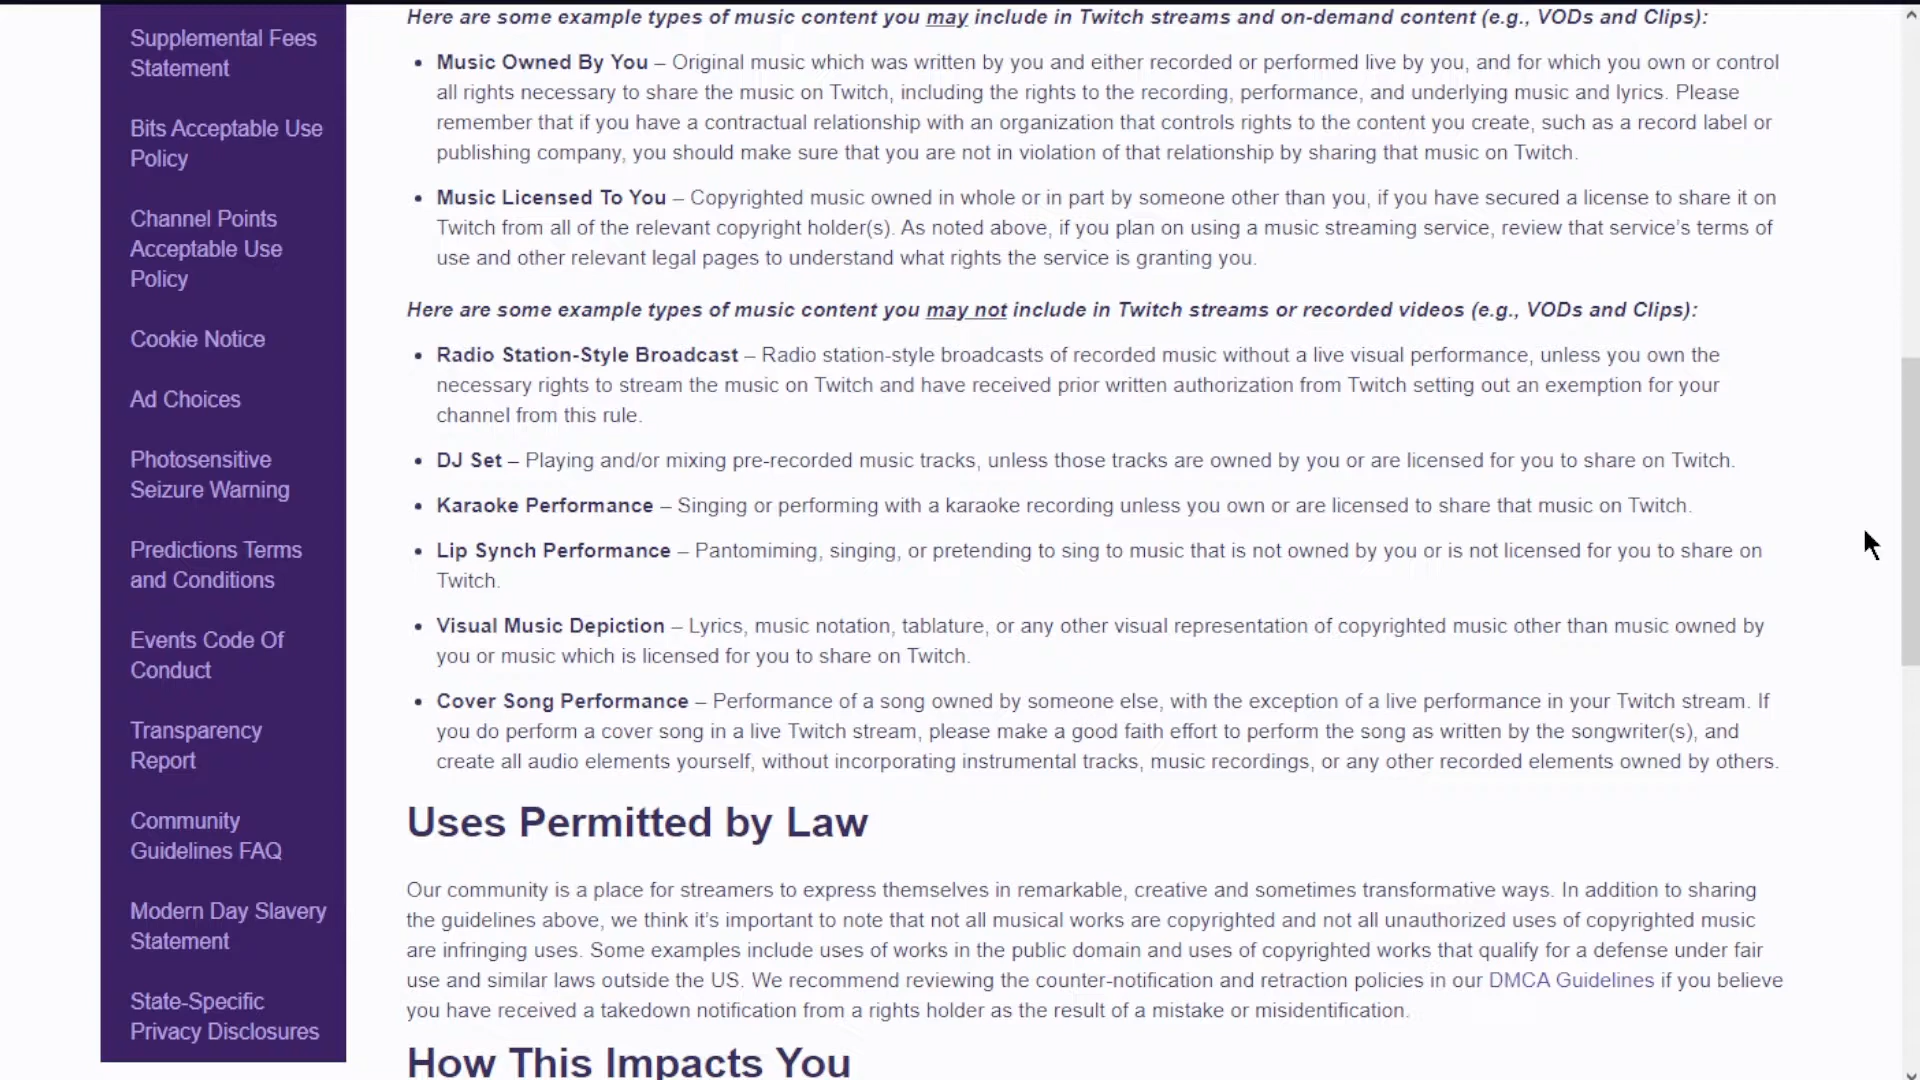 Supplemental Fees
Statement
Bits Acceptable Use
Policy
Channel Points
Acceptable Use
Policy
Cookie Notice
Ad Choices
Photosensitive
Seizure Warning
Predictions Terms
and Conditions
Events Code Of
Conduct
Transparency
Report
Community
Guidelines FAQ
Modern Day Slavery
Statement
State-Specific
Privacy Disclosures
Here are some example types of music content you may include in Twitch streams and on-demand content (e.g., VODs and Clips):
• Music Owned By You – Original music which was written by you and either recorded or performed live by you, and for which you own or control
all rights necessary to share the music on Twitch, including the rights to the recording, performance, and underlying music and lyrics. Please
remember that if you have a contractual relationship with an organization that controls rights to the content you create, such as a record label or
publishing company, you should make sure that you are not in violation of that relationship by sharing that music on Twitch.
• Music Licensed To You – Copyrighted music owned in whole or in part by someone other than you, if you have secured a license to share it on
Twitch from all of the relevant copyright holder(s). As noted above, if you plan on using a music streaming service, review that service's terms of
use and other relevant legal pages to understand what rights the service is granting you.
Here are some example types of music content you may not include in Twitch streams or recorded videos (e.g., VODs and Clips):
• Radio Station-Style Broadcast – Radio station-style broadcasts of recorded music without a live visual performance, unless you own the
necessary rights to stream the music on Twitch and have received prior written authorization from Twitch setting out an exemption for your
channel from this rule.
• DJ Set – Playing and/or mixing pre-recorded music tracks, unless those tracks are owned by you or are licensed for you to share on Twitch.
• Karaoke Performance – Singing or performing with a karaoke recording unless you own or are licensed to share that music on Twitch.
• Lip Synch Performance – Pantomiming, singing, or pretending to sing to music that is not owned by you or is not licensed for you to share on
Twitch.
• Visual Music Depiction – Lyrics, music notation, tablature, or any other visual representation of copyrighted music other than music owned by
you or music which is licensed for you to share on Twitch.
• Cover Song Performance – Performance of a song owned by someone else, with the exception of a live performance in your Twitch stream. If
you do perform a cover song in a live Twitch stream, please make a good faith effort to perform the song as written by the songwriter(s), and
create all audio elements yourself, without incorporating instrumental tracks, music recordings, or any other recorded elements owned by others.
Uses Permitted by Law
Our community is a place for streamers to express themselves in remarkable, creative and sometimes transformative ways. In addition to sharing
the guidelines above, we think it's important to note that not all musical works are copyrighted and not all unauthorized uses of copyrighted music
are infringing uses. Some examples include uses of works in the public domain and uses of copyrighted works that qualify for a defense under fair
use and similar laws outside the US. We recommend reviewing the counter-notification and retraction policies in our DMCA Guidelines if you believe
you have received a takedown notification from a rights holder as the result of a mistake or misidentification.
How This Impacts You